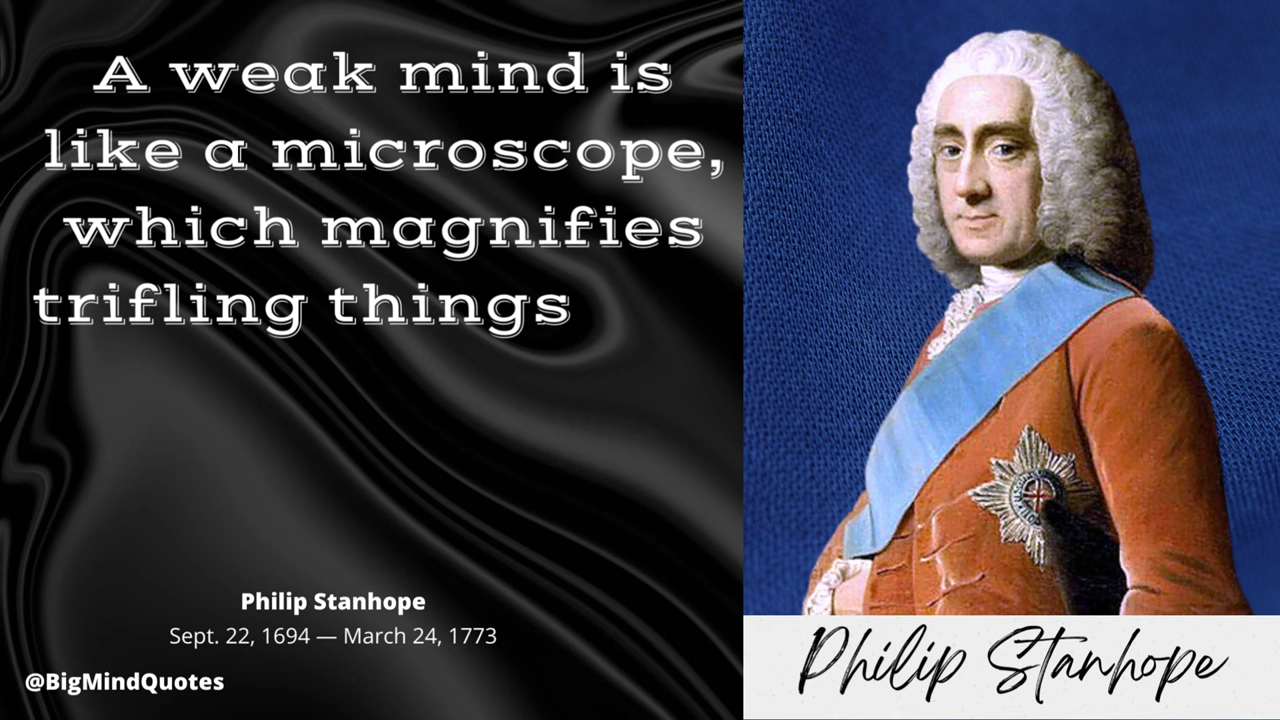 A weak mind is
like a microscope,
which magnifies
trifling things
Philip Stanhope
Sept. 22, 1694 — March 24, 1773
@BigMindQuotes
Philip Stanhope